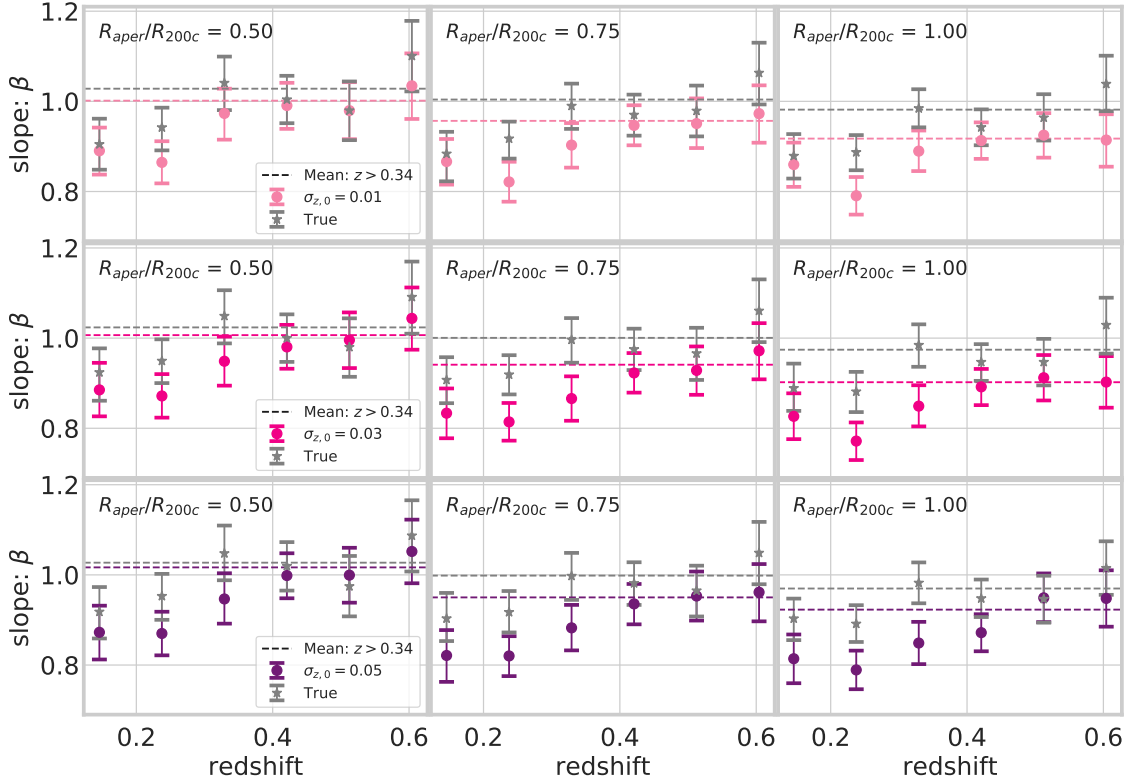 1.2
R_aper/R_200c = 0.50
R_aper/R_200c = 0.75
R_aper/R_200c = 1.00
slope: β
1.0
0.8
Mean: z > 0.34
σ_z,0 = 0.01
True
1.2
R_aper/R_200c = 0.50
R_aper/R_200c = 0.75
R_aper/R_200c = 1.00
slope: β
1.0
0.8
Mean: z > 0.34
σ_z,0 = 0.03
True
1.2
R_aper/R_200c = 0.50
R_aper/R_200c = 0.75
R_aper/R_200c = 1.00
slope: β
1.0
0.8
Mean: z > 0.34
σ_z,0 = 0.05
True
0.2 0.4 0.6
0.2 0.4 0.6
0.2 0.4 0.6
redshift
redshift
redshift